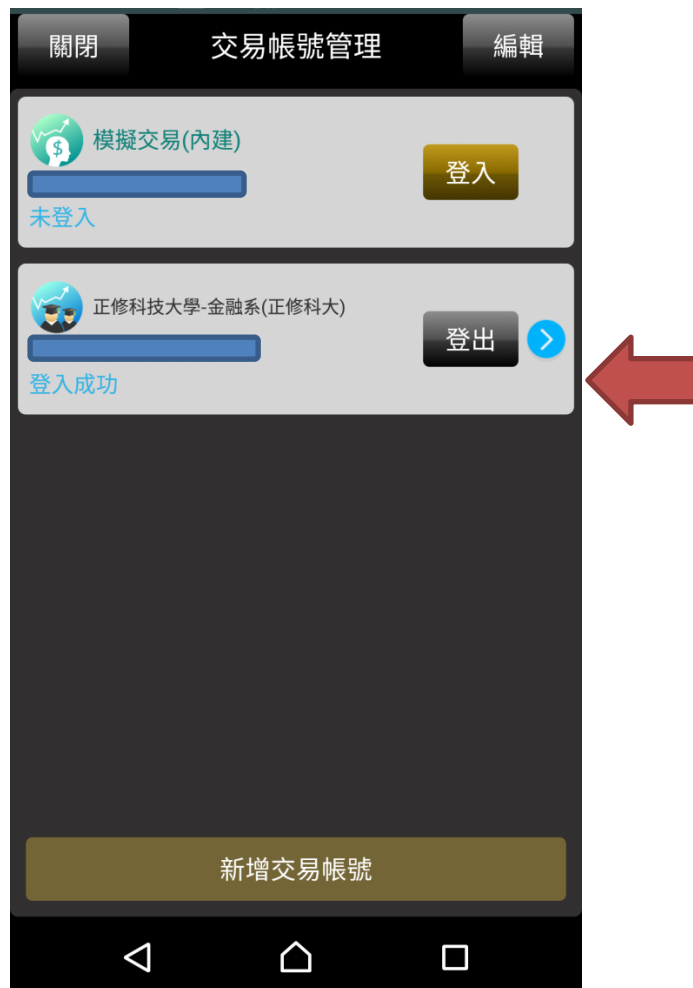 關閉 交易帳號管理 編輯
模擬交易(內建)
登入
未登入
正修科技大學-金融系(正修科大)
登出
登入成功
新增交易帳號